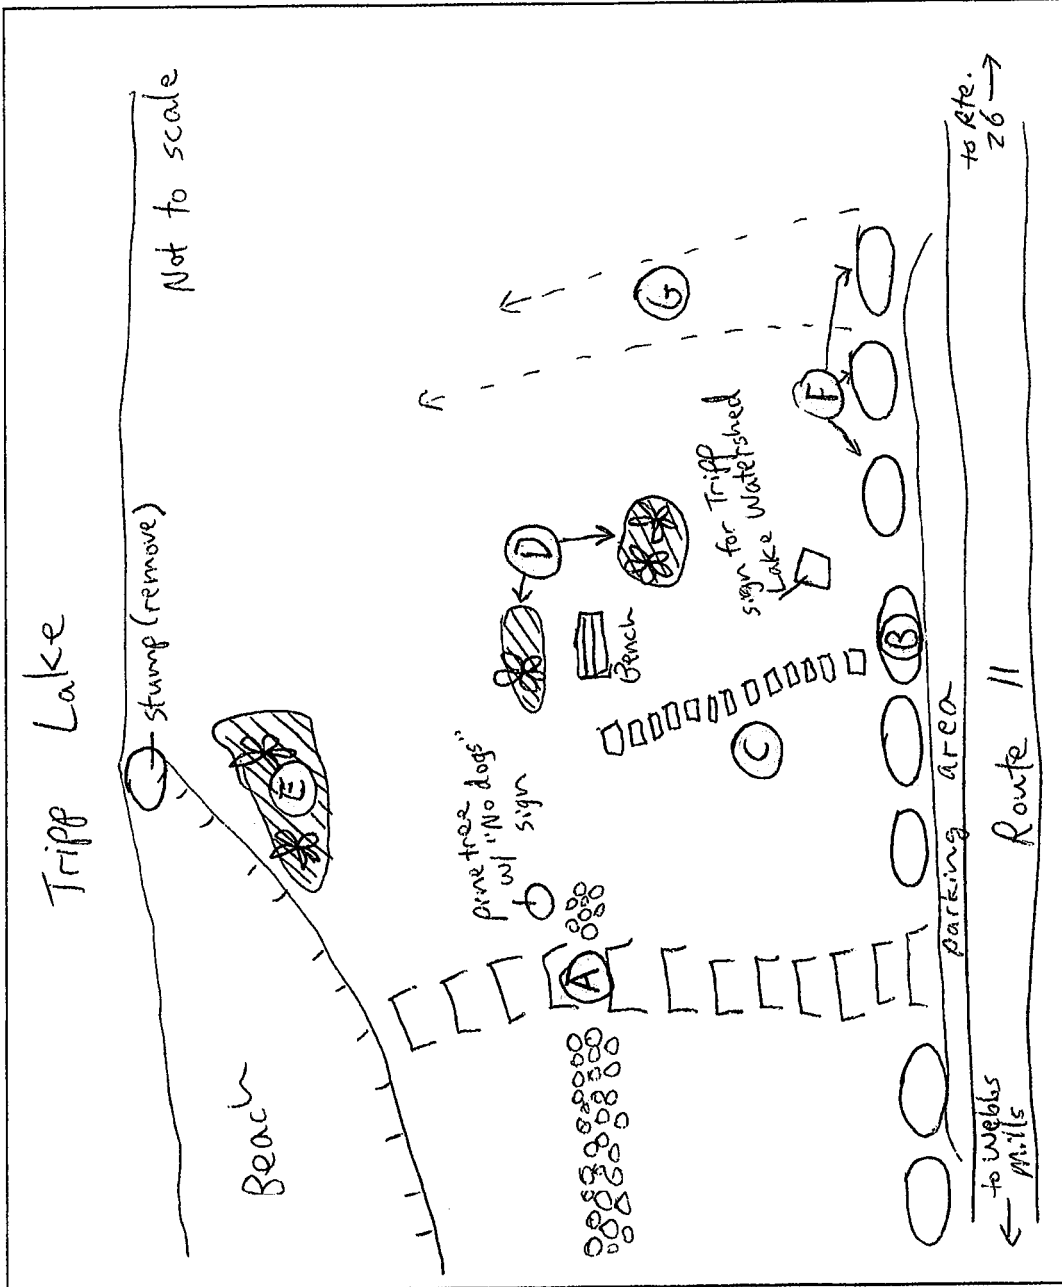 Tripp Lake
Not to scale
stump (remove)
Beach
E
pine tree
w/ "No dogs"
sign
D
G
A
Bench
sign for Tripp
Lake Watershed
C
F
B
parking area
← to Webbs
Mills
Route 11
to Rte.
26 →